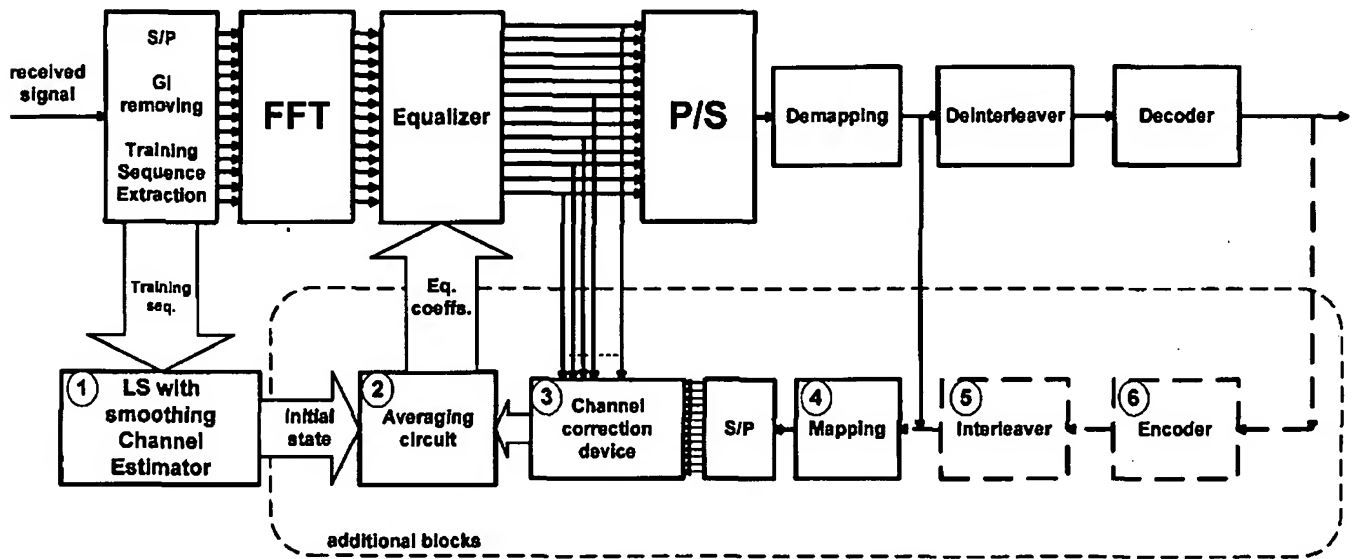 received
signal
S/P
GI
removing
Training
Sequence
Extraction
FFT
Equalizer
P/S
Demapping
Deinterleaver
Decoder
Training
seq.
Eq.
coeffs.
1
LS with
smoothing
Channel
Estimator
Initial
state
2
Averaging
circuit
3
Channel
correction
device
S/P
4
Mapping
5
Interleaver
6
Encoder
additional blocks